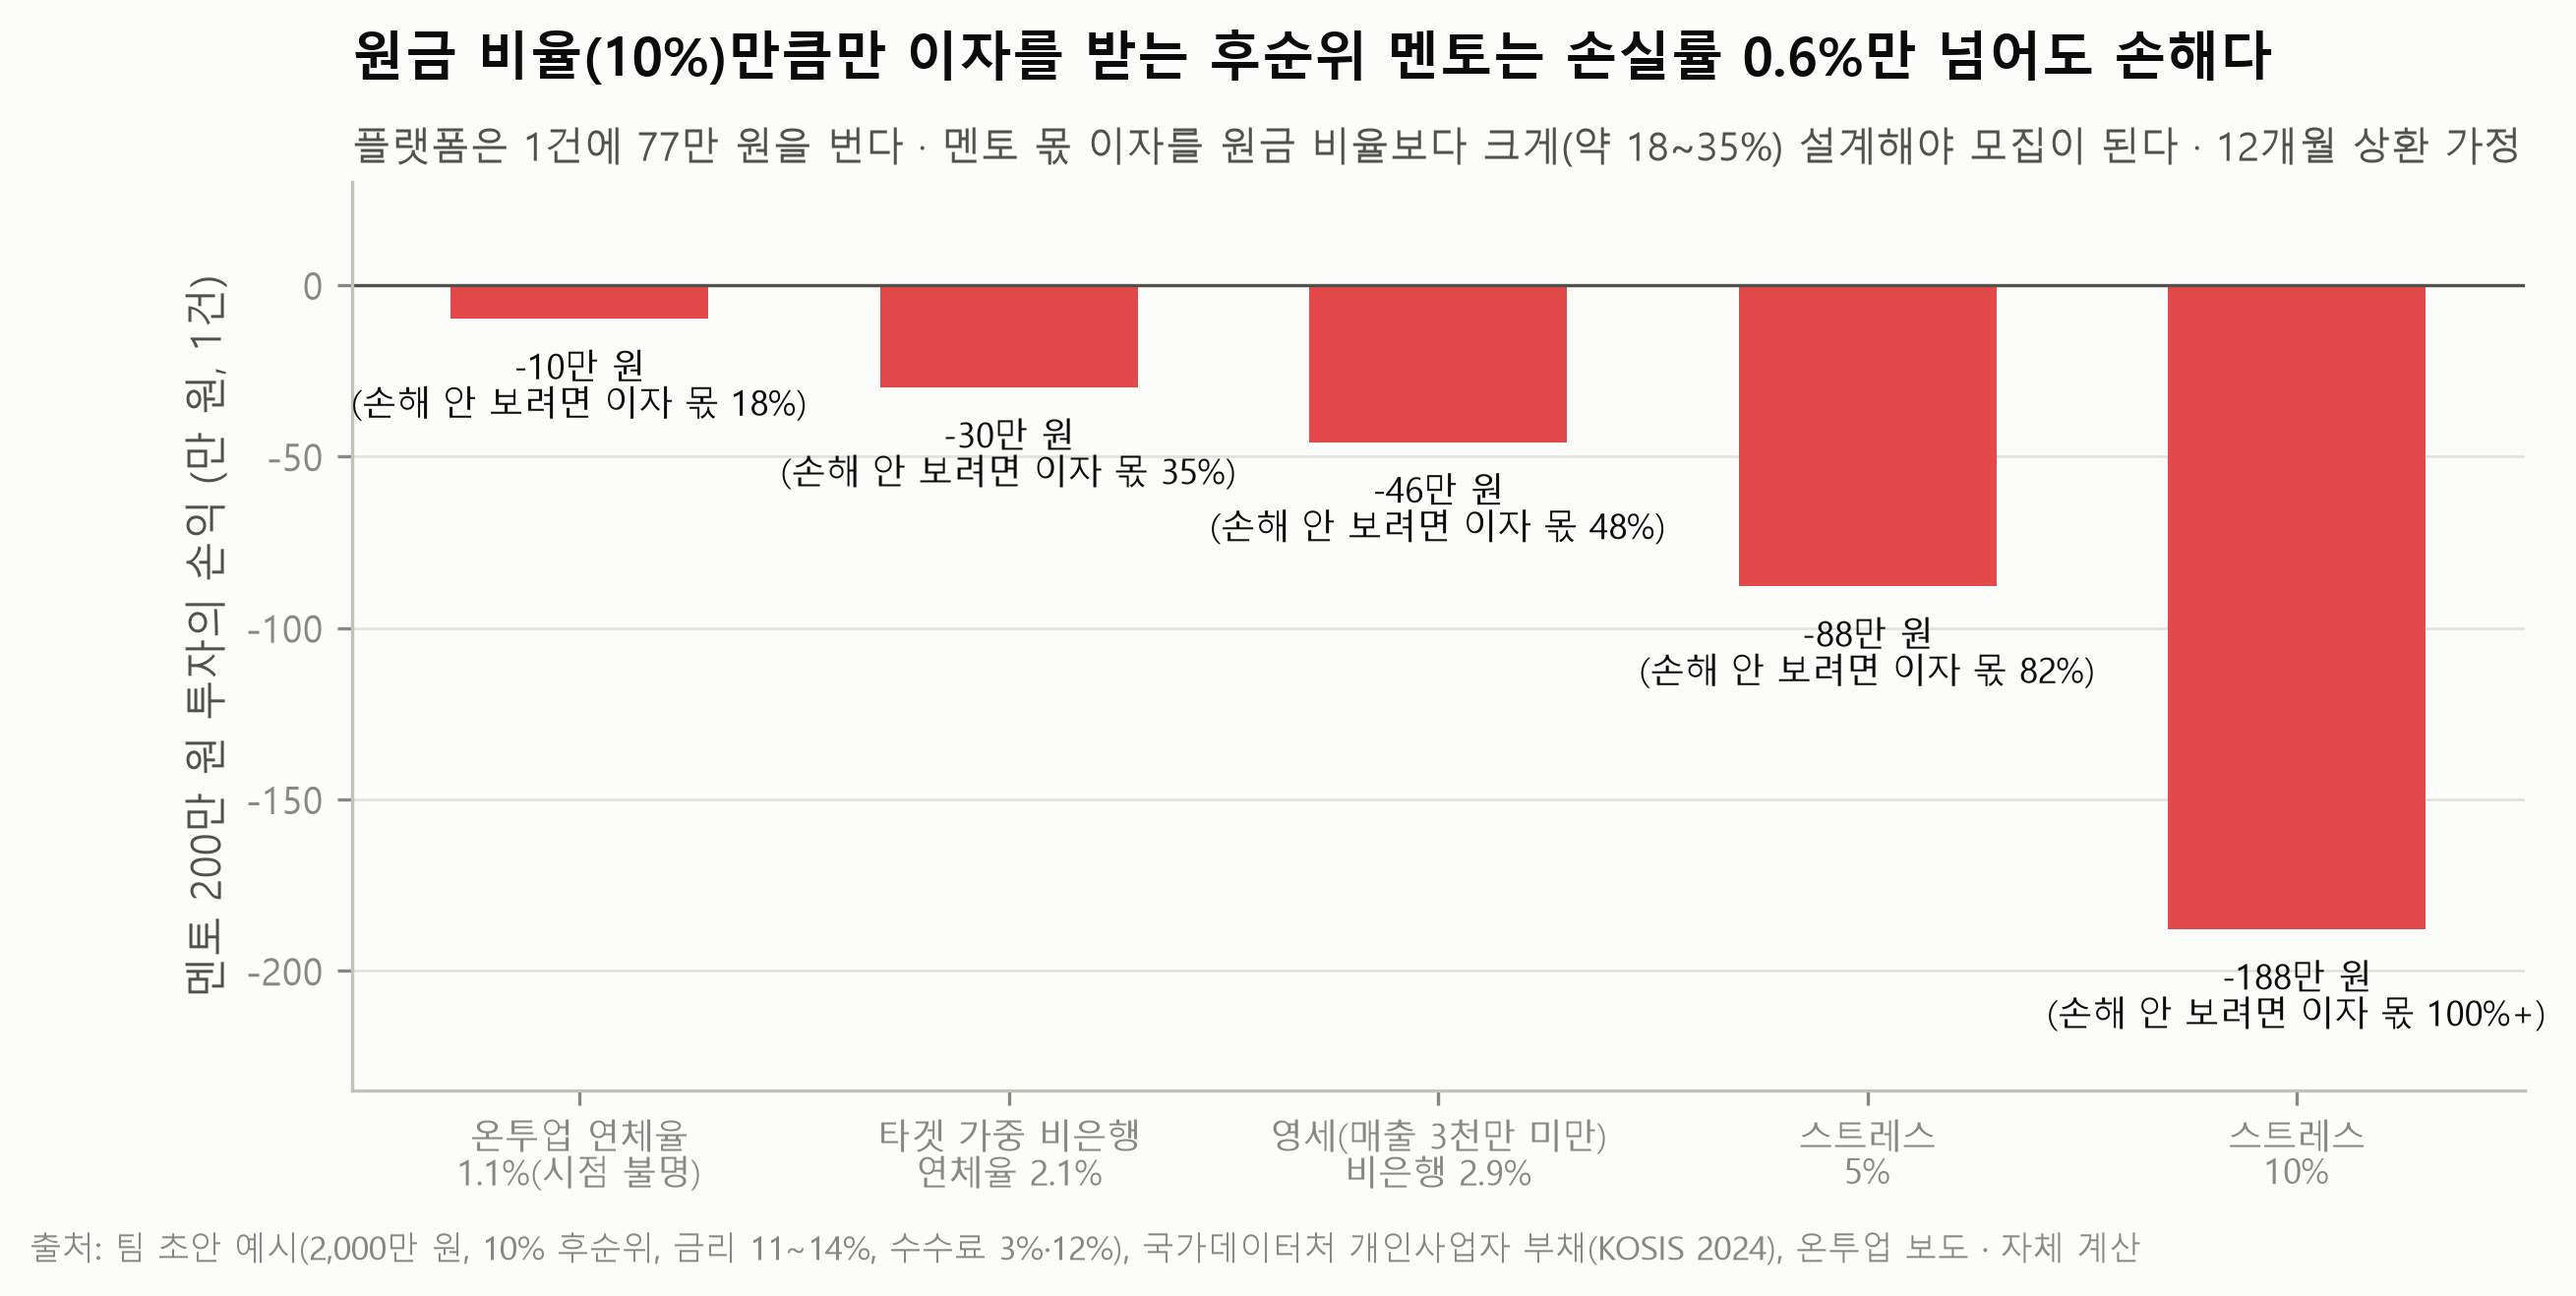 원금 비율(10%)만큼만 이자를 받는 후순위 멘토는 손실률 0.6%만 넘어도 손해다
플랫폼은 1건에 77만 원을 번다 · 멘토 몫 이자를 원금 비율보다 크게(약 18~35%) 설계해야 모집이 된다 · 12개월 상환 가정
멘토 200만 원 투자의 손익 (만 원, 1건)
0
-50
-100
-150
-200
-10만 원
(손해 안 보려면 이자 몫 18%)
-30만 원
(손해 안 보려면 이자 몫 35%)
-46만 원
(손해 안 보려면 이자 몫 48%)
-88만 원
(손해 안 보려면 이자 몫 82%)
-188만 원
(손해 안 보려면 이자 몫 100%+)
온투업 연체율
1.1%(시점 불명)
타겟 가중 비은행
연체율 2.1%
영세(매출 3천만 미만)
비은행 2.9%
스트레스
5%
스트레스
10%
출처: 팀 초안 예시(2,000만 원, 10% 후순위, 금리 11~14%, 수수료 3%·12%), 국가데이터처 개인사업자 부채(KOSIS 2024), 온투업 보도 · 자체 계산